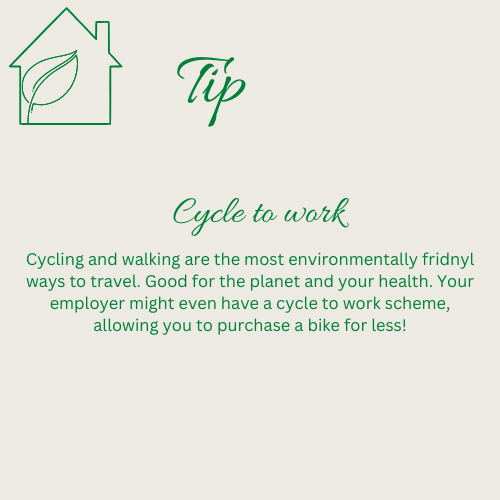 Tip
Cycle to work
Cycling and walking are the most environmentally fridnyl
ways to travel. Good for the planet and your health. Your
employer might even have a cycle to work scheme,
allowing you to purchase a bike for less!